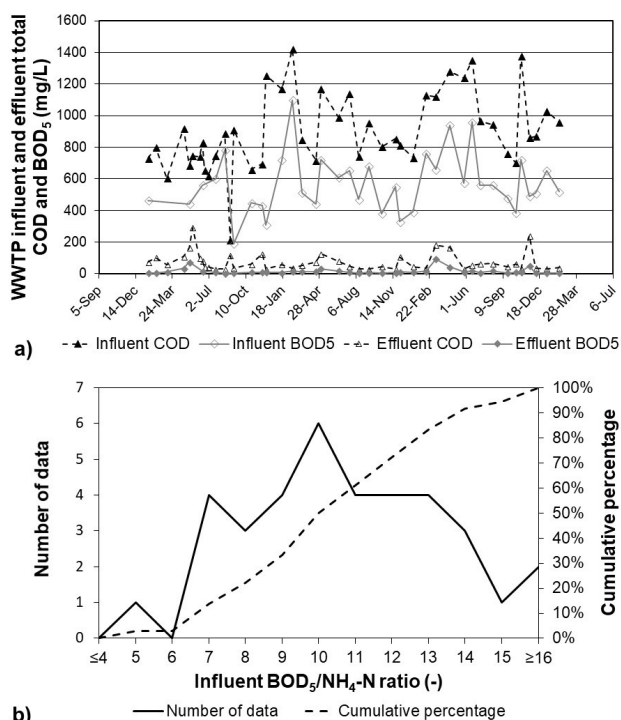 WWTP influent and effluent total
COD and BOD5 (mg/L)
1600
1400
1200
1000
800
600
400
200
0
5-Sep
14-Dec
24-Mar
2-Jul
10-Oct
18-Jan
28-Apr
6-Aug
14-Nov
22-Feb
1-Jun
9-Sep
18-Dec
28-Mar
6-Jul
a)
Influent COD
Influent BOD5
Effluent COD
Effluent BOD5
Number of data
7
6
5
4
3
2
1
0
100%
90%
80%
70%
60%
50%
40%
30%
20%
10%
0%
Cumulative percentage
≤4 5 6 7 8 9 10 11 12 13 14 15 ≥16
Influent BOD5/NH4-N ratio (-)
b)
Number of data
Cumulative percentage